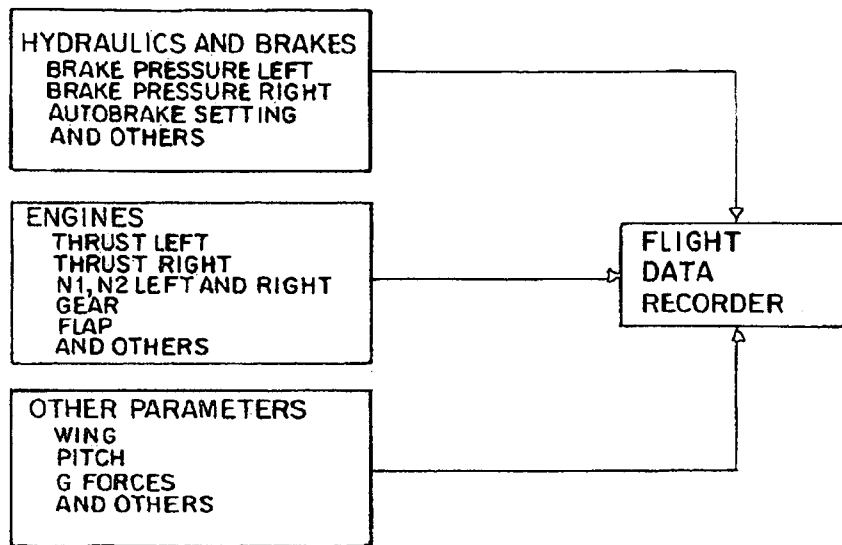 HYDRAULICS AND BRAKES
BRAKE PRESSURE LEFT
BRAKE PRESSURE RIGHT
AUTOBRAKE SETTING
AND OTHERS
ENGINES
THRUST LEFT
THRUST RIGHT
N1, N2 LEFT AND RIGHT
GEAR
FLAP
AND OTHERS
OTHER PARAMETERS
WING
PITCH
G FORCES
AND OTHERS
FLIGHT
DATA
RECORDER